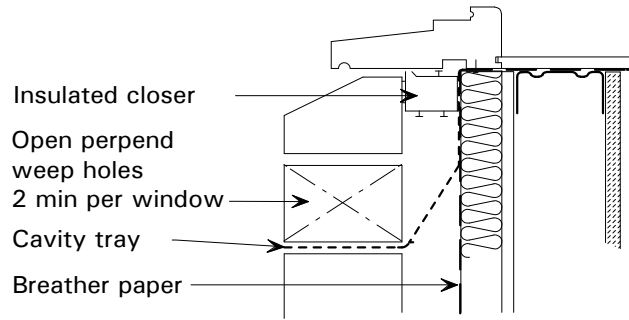 Insulated closer
Open perpend
weep holes
2 min per window
Cavity tray
Breather paper